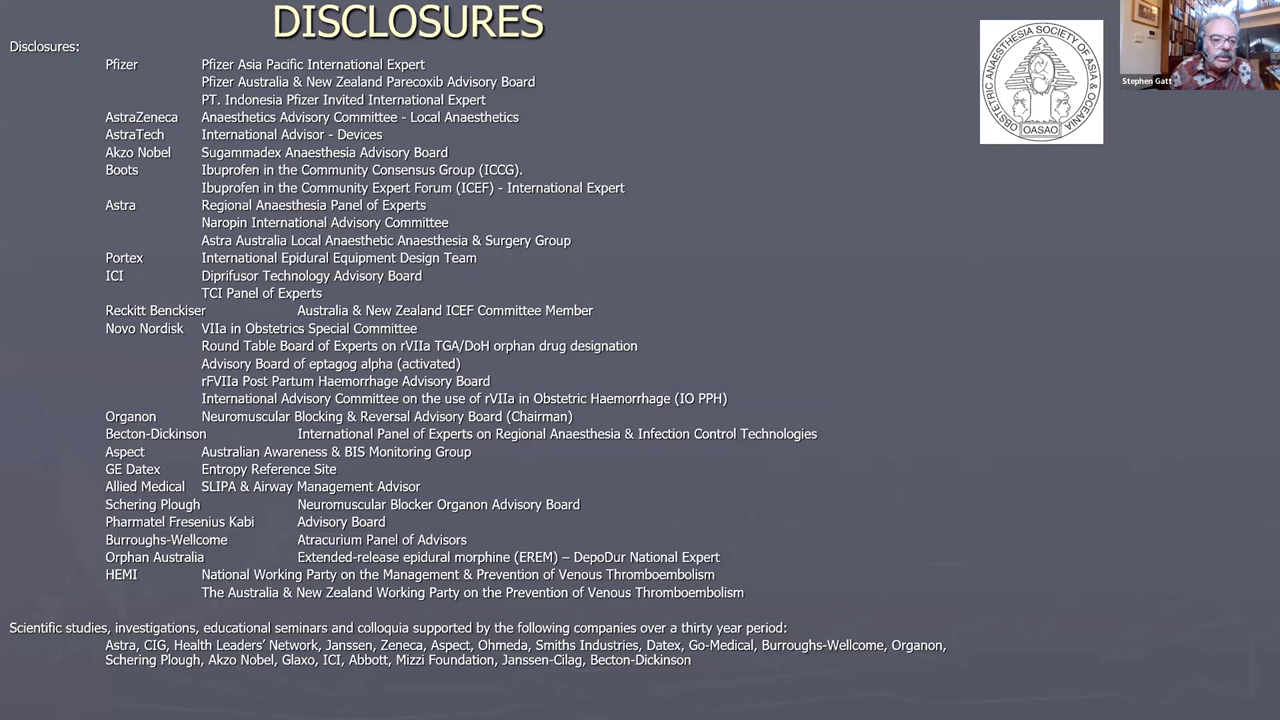 DISCLOSURES
Disclosures:
Pfizer Pfizer Asia Pacific International Expert
Pfizer Australia & New Zealand Parecoxib Advisory Board
PT. Indonesia Pfizer Invited International Expert
AstraZeneca Anaesthetics Advisory Committee - Local Anaesthetics
AstraTech International Advisor - Devices
Akzo Nobel Sugammadex Anaesthesia Advisory Board
Boots Ibuprofen in the Community Consensus Group (ICCG).
Ibuprofen in the Community Expert Forum (ICEF) - International Expert
Astra Regional Anaesthesia Panel of Experts
Naropin International Advisory Committee
Astra Australia Local Anaesthetic Anaesthesia & Surgery Group
Portex International Epidural Equipment Design Team
ICI Diprifusor Technology Advisory Board
TCI Panel of Experts
Reckitt Benckiser Australia & New Zealand ICEF Committee Member
Novo Nordisk VIIa in Obstetrics Special Committee
Round Table Board of Experts on rVIIa TGA/DoH orphan drug designation
Advisory Board of eptagog alpha (activated)
rFVIIa Post Partum Haemorrhage Advisory Board
International Advisory Committee on the use of rVIIa in Obstetric Haemorrhage (IO PPH)
Organon Neuromuscular Blocking & Reversal Advisory Board (Chairman)
Becton-Dickinson International Panel of Experts on Regional Anaesthesia & Infection Control Technologies
Aspect Australian Awareness & BIS Monitoring Group
GE Datex Entropy Reference Site
Allied Medical SLIPA & Airway Management Advisor
Schering Plough Neuromuscular Blocker Organon Advisory Board
Pharmatel Fresenius Kabi Advisory Board
Burroughs-Wellcome Atracurium Panel of Advisors
Orphan Australia Extended-release epidural morphine (EREM) – DepoDur National Expert
HEMI National Working Party on the Management & Prevention of Venous Thromboembolism
The Australia & New Zealand Working Party on the Prevention of Venous Thromboembolism
Scientific studies, investigations, educational seminars and colloquia supported by the following companies over a thirty year period:
Astra, CIG, Health Leaders’ Network, Janssen, Zeneca, Aspect, Ohmeda, Smiths Industries, Datex, Go-Medical, Burroughs-Wellcome, Organon,
Schering Plough, Akzo Nobel, Glaxo, ICI, Abbott, Mizzi Foundation, Janssen-Cilag, Becton-Dickinson
OBSTETRIC ANAESTHESIA SOCIETY OF ASIA & OCEANIA
OASAO
Stephen Gatt